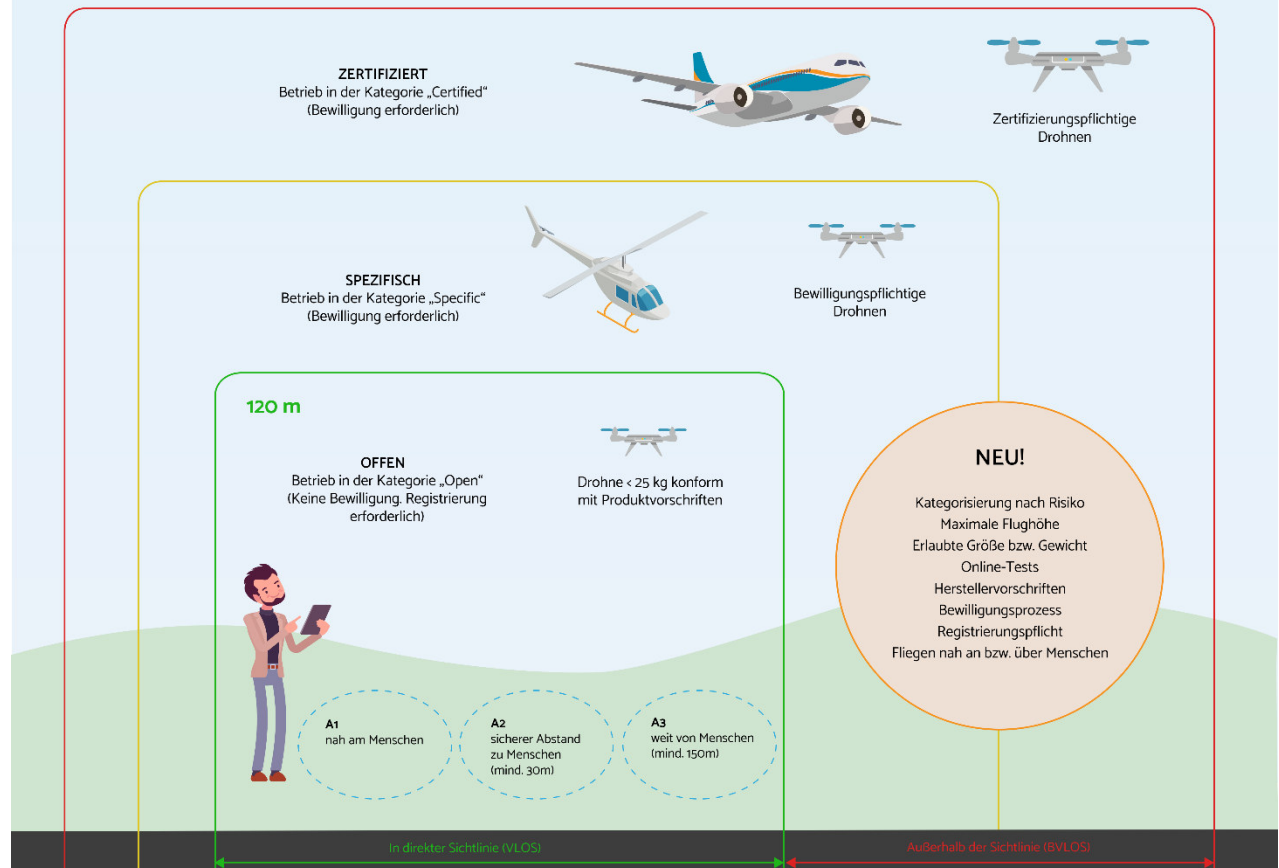 ZERTIFIZIERT
Betrieb in der Kategorie „Certified“
(Bewilligung erforderlich)
Zertifizierungspflichtige
Drohnen
SPEZIFISCH
Betrieb in der Kategorie „Specific“
(Bewilligung erforderlich)
Bewilligungspflichtige
Drohnen
120 m
OFFEN
Betrieb in der Kategorie „Open“
(Keine Bewilligung. Registrierung
erforderlich)
Drohne < 25 kg konform
mit Produktvorschriften
NEU!
Kategorisierung nach Risiko
Maximale Flughöhe
Erlaubte Größe bzw. Gewicht
Online-Tests
Herstellervorschriften
Bewilligungsprozess
Registrierungspflicht
Fliegen nah an bzw. über Menschen
A1
nah am Menschen
A2
sicherer Abstand
zu Menschen
(mind. 30m)
A3
weit von Menschen
(mind. 150m)
In direkter Sichtlinie (VLOS)
Außerhalb der Sichtlinie (BVLOS)